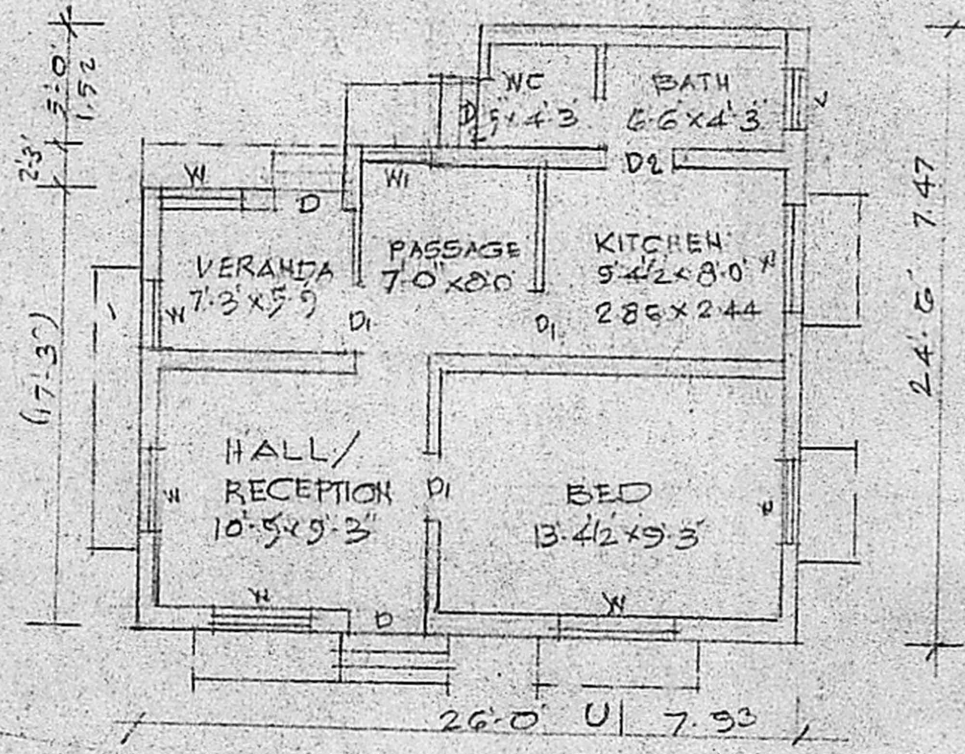 5'-0"
1.52
2'3"
(17'-3")
WC
5'x4'3
BATH
6'-6"x4'-3"
V
D
D2
W
D
W1
VERANDA
7'-3"x5'-9"
W
PASSAGE
7'-0"x8'-0"
KITCHEN
9'-4½"x8'-0"
2.86x2.44
W
D1
D1
24'-6" 7.47
HALL/
RECEPTION
10'-9"x9'-3"
W
D1
BED
13'-4½"x9'-3"
W
W
D
W
26'-0" U| 7.93